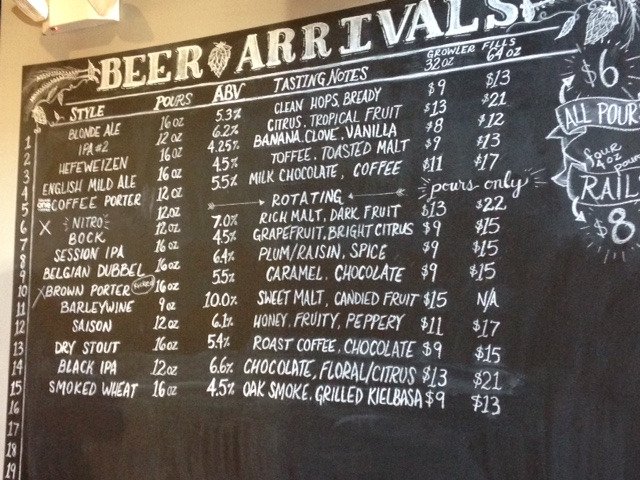 BEER ARRIVALS
STYLE POURS ABV TASTING NOTES GROWLER FILLS 32 OZ 64 OZ
1 BLONDE ALE 16 OZ 5.3% CLEAN HOPS, BREADY $9 $13
2 IPA #2 12 OZ 6.2% CITRUS, TROPICAL FRUIT $13 $21
3 HEFEWEIZEN 16 OZ 4.25% BANANA, CLOVE, VANILLA $8 $12
4 ENGLISH MILD ALE 16 OZ 4.5% TOFFEE, TOASTED MALT $9 $13
5 COFFEE PORTER 12 OZ 5.5% MILK CHOCOLATE, COFFEE $11 $17
ROTATING
6 X NITRO 12 OZ pours only
7 BOCK 12 OZ 7.0% RICH MALT, DARK FRUIT $13 $22
8 SESSION IPA 16 OZ 4.5% GRAPEFRUIT, BRIGHT CITRUS $9 $15
9 BELGIAN DUBBEL 12 OZ 6.4% PLUM/RAISIN, SPICE $9 $15
10 X BROWN PORTER 16 OZ 5.5% CARAMEL, CHOCOLATE $9 $15
11 BARLEYWINE 9 OZ 10.0% SWEET MALT, CANDIED FRUIT $15 N/A
12 SAISON 12 OZ 6.1% HONEY, FRUITY, PEPPERY $11 $17
13 DRY STOUT 16 OZ 5.4% ROAST COFFEE, CHOCOLATE $9 $15
14 BLACK IPA 12 OZ 6.6% CHOCOLATE, FLORAL/CITRUS $13 $21
15 SMOKED WHEAT 16 OZ 4.5% OAK SMOKE, GRILLED KIELBASA $9 $13
16
17
18
19
$6
ALL POUR
four
4 OZ
pours
RAIL
$8